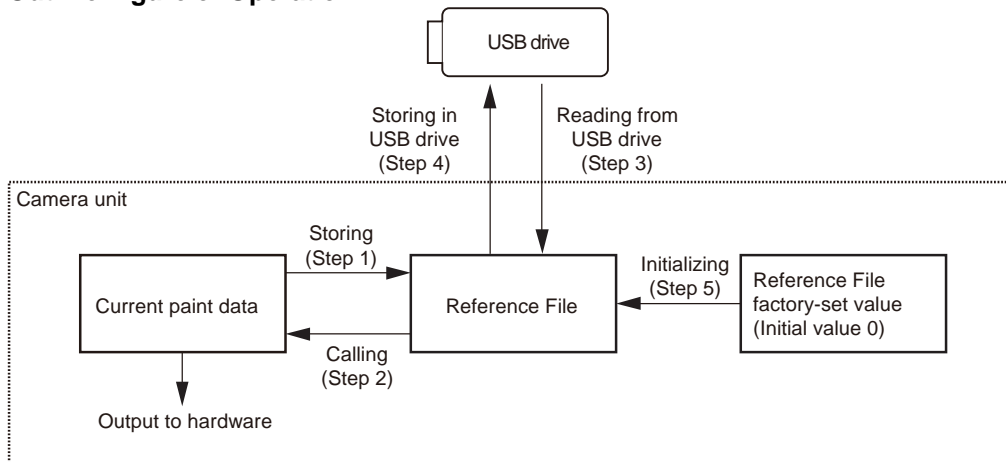 USB drive
Storing in
USB drive
(Step 4)
Reading from
USB drive
(Step 3)
Camera unit
Storing
(Step 1)
Initializing
(Step 5)
Current paint data
Reference File
Reference File
factory-set value
(Initial value 0)
Calling
(Step 2)
Output to hardware